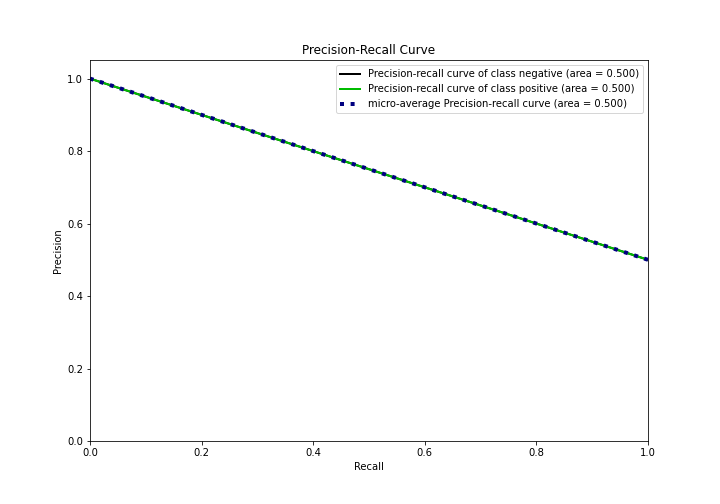 Precision-Recall Curve
Precision-recall curve of class negative (area = 0.500)
Precision-recall curve of class positive (area = 0.500)
micro-average Precision-recall curve (area = 0.500)
1.0
0.8
0.6
0.4
0.2
0.0
Precision
0.0 0.2 0.4 0.6 0.8 1.0
Recall